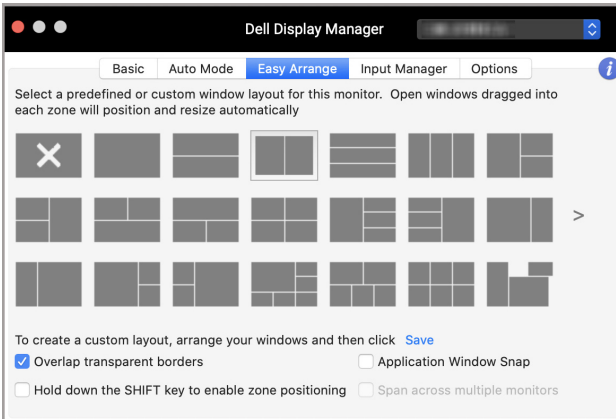 Dell Display Manager
Basic Auto Mode Easy Arrange Input Manager Options i
Select a predefined or custom window layout for this monitor. Open windows dragged into
each zone will position and resize automatically
>
To create a custom layout, arrange your windows and then click Save
Overlap transparent borders Application Window Snap
Hold down the SHIFT key to enable zone positioning Span across multiple monitors